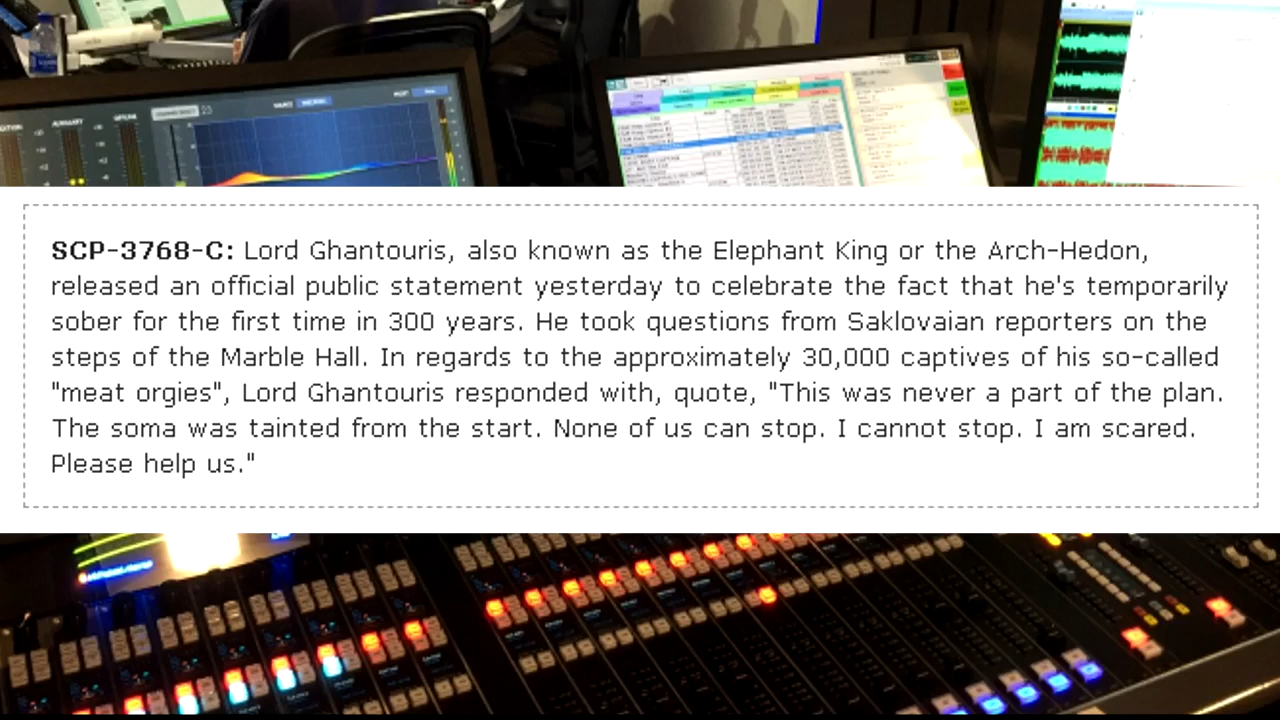 SCP-3768-C: Lord Ghantouris, also known as the Elephant King or the Arch-Hedon,
released an official public statement yesterday to celebrate the fact that he's temporarily
sober for the first time in 300 years. He took questions from Saklovaian reporters on the
steps of the Marble Hall. In regards to the approximately 30,000 captives of his so-called
"meat orgies", Lord Ghantouris responded with, quote, "This was never a part of the plan.
The soma was tainted from the start. None of us can stop. I cannot stop. I am scared.
Please help us."